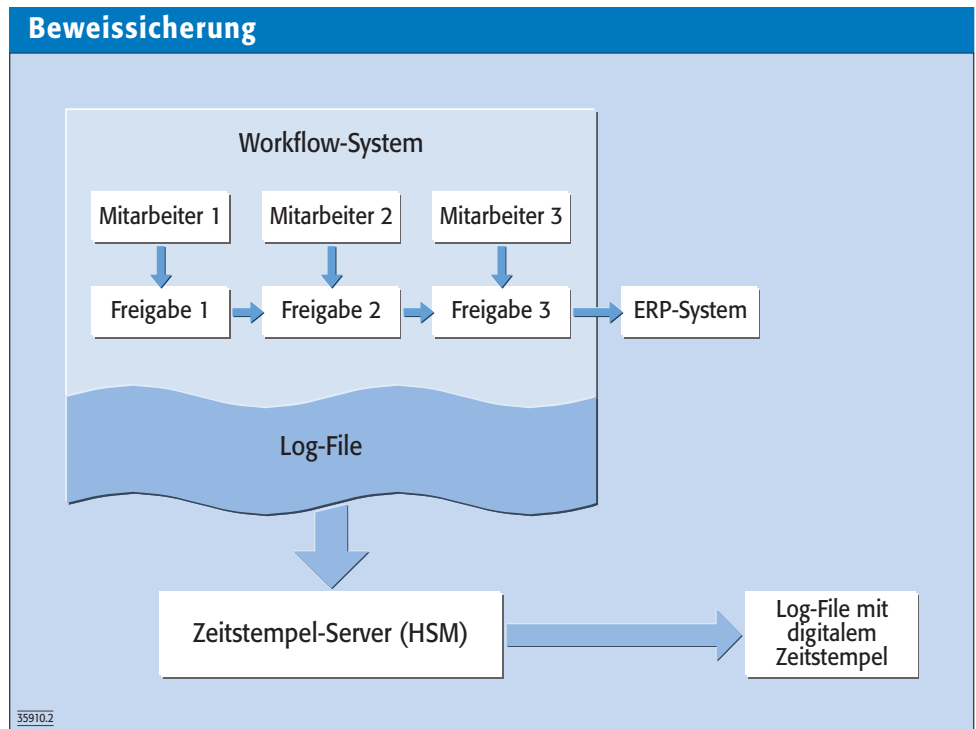 Beweissicherung
Workflow-System
Mitarbeiter 1
Mitarbeiter 2
Mitarbeiter 3
Freigabe 1
Freigabe 2
Freigabe 3
ERP-System
Log-File
Zeitstempel-Server (HSM)
Log-File mit
digitalem
Zeitstempel
35910.2